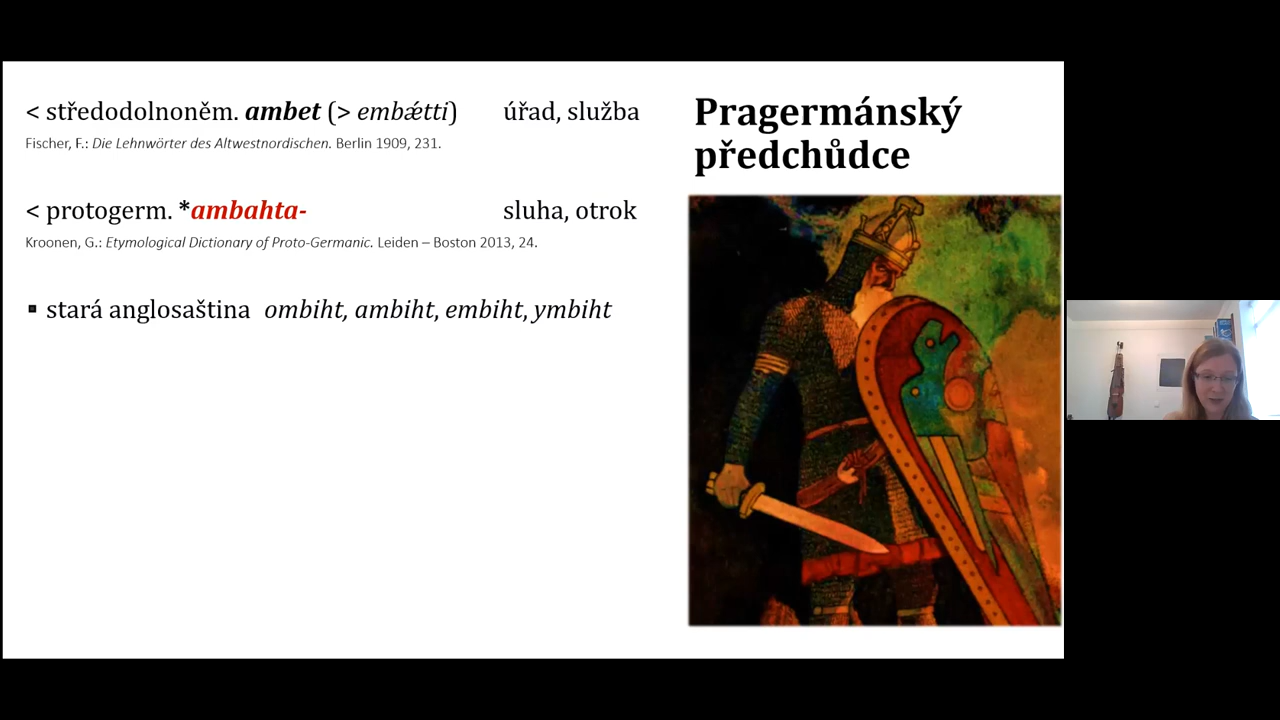 < středodolnoněm. ambet (> embǽtti) úřad, služba
Fischer, F.: Die Lehnwörter des Altwestnordischen. Berlin 1909, 231.
< protogerm. *ambahta- sluha, otrok
Kroonen, G.: Etymological Dictionary of Proto-Germanic. Leiden – Boston 2013, 24.
▪ stará anglosaština ombiht, ambiht, embiht, ymbiht
Pragermánský
předchůdce